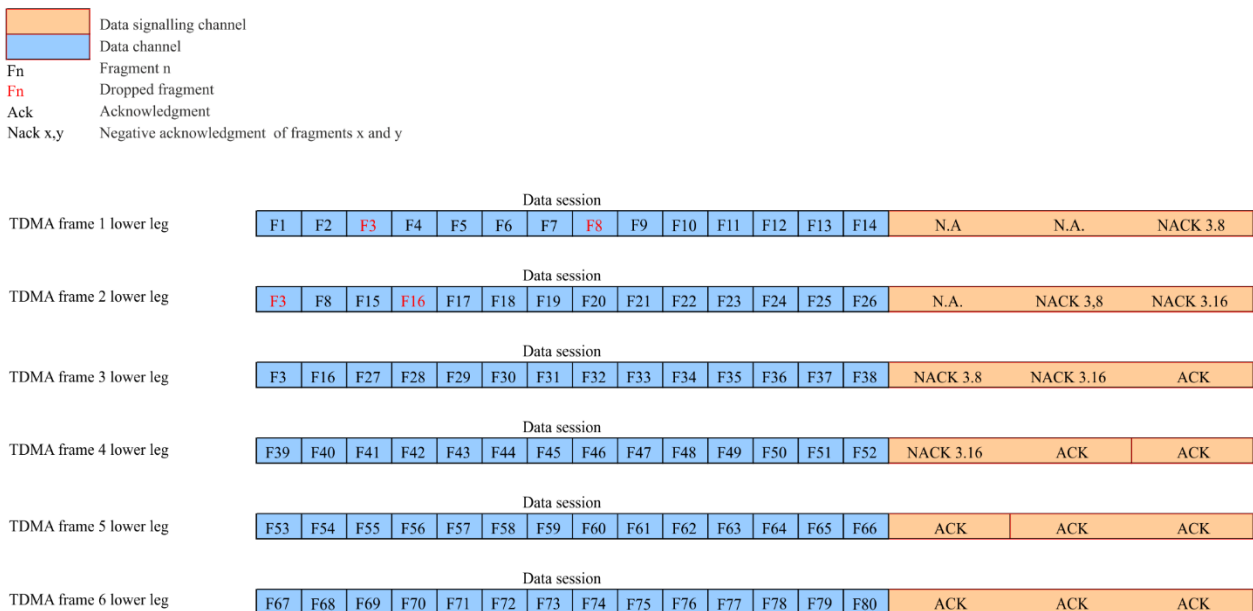 Data signalling channel
Data channel
Fn Fragment n
Fn Dropped fragment
Ack Acknowledgment
Nack x,y Negative acknowledgment of fragments x and y
Data session
TDMA frame 1 lower leg F1 F2 F3 F4 F5 F6 F7 F8 F9 F10 F11 F12 F13 F14 N.A N.A. NACK 3.8
Data session
TDMA frame 2 lower leg F3 F8 F15 F16 F17 F18 F19 F20 F21 F22 F23 F24 F25 F26 N.A. NACK 3,8 NACK 3.16
Data session
TDMA frame 3 lower leg F3 F16 F27 F28 F29 F30 F31 F32 F33 F34 F35 F36 F37 F38 NACK 3.8 NACK 3.16 ACK
Data session
TDMA frame 4 lower leg F39 F40 F41 F42 F43 F44 F45 F46 F47 F48 F49 F50 F51 F52 NACK 3.16 ACK ACK
Data session
TDMA frame 5 lower leg F53 F54 F55 F56 F57 F58 F59 F60 F61 F62 F63 F64 F65 F66 ACK ACK ACK
Data session
TDMA frame 6 lower leg F67 F68 F69 F70 F71 F72 F73 F74 F75 F76 F77 F78 F79 F80 ACK ACK ACK